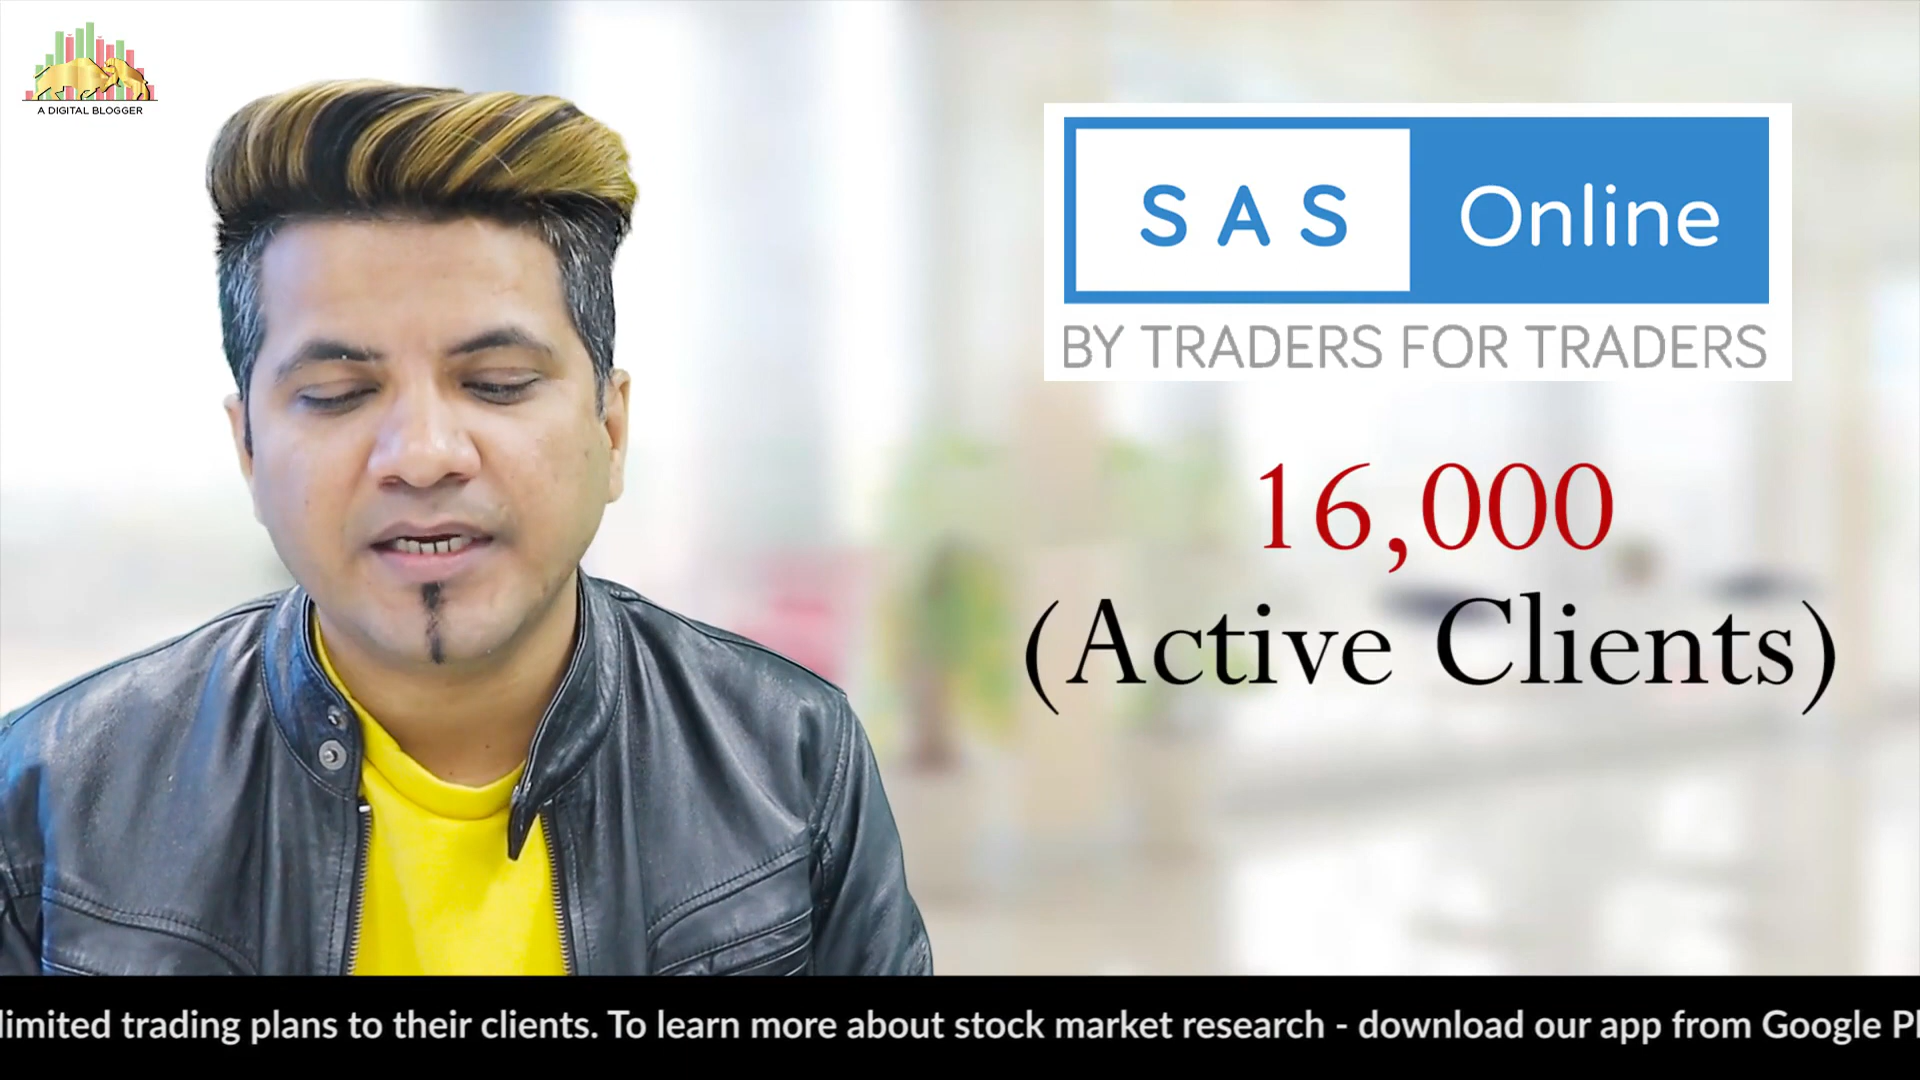 A DIGITAL BLOGGER
SAS Online
BY TRADERS FOR TRADERS
16,000
(Active Clients)
trading plans to their clients. To learn more about stock market research - download our app from Google